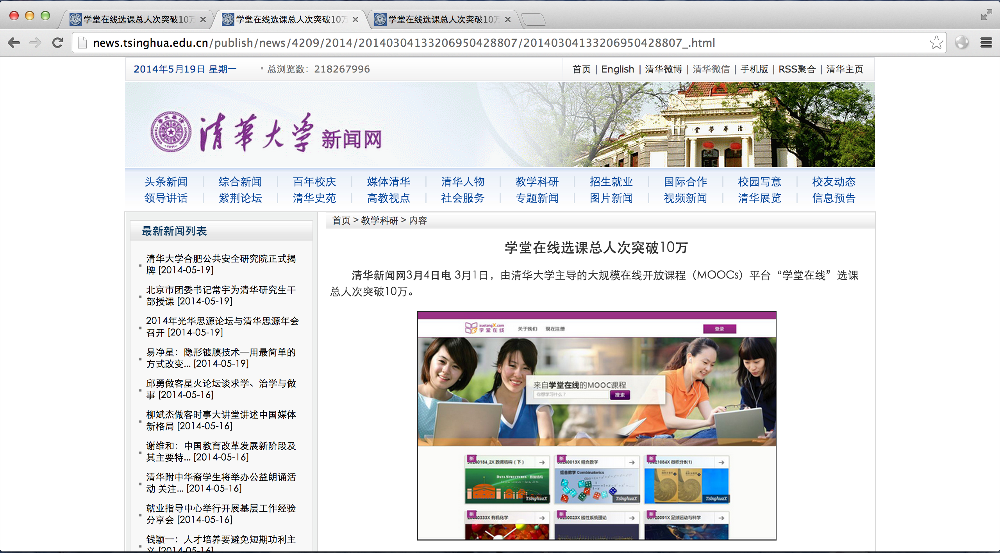 学堂在线选课总人次突破10万
学堂在线选课总人次突破10万
学堂在线选课总人次突破10万
news.tsinghua.edu.cn/publish/news/4209/2014/20140304133206950428807/20140304133206950428807_.html
2014年5月19日 星期一 总浏览数：218267996
首页 | English | 清华微博 | 清华微信 | 手机版 | RSS聚合 | 清华主页
清華大学 新闻网
清华学堂
头条新闻 综合新闻 百年校庆 媒体清华 清华人物 教学科研 招生就业 国际合作 校园写意 校友动态
领导讲话 紫荆论坛 清华史苑 高教视点 社会服务 专题新闻 图片新闻 视频新闻 清华展览 信息预告
最新新闻列表
清华大学合肥公共安全研究院正式揭
牌 [2014-05-19]
北京市团委书记常宇为清华研究生干
部授课 [2014-05-19]
2014年光华思源论坛与清华思源年会
召开 [2014-05-19]
易净星：隐形镀膜技术—用最简单的
方式改变... [2014-05-19]
邱勇做客星火论坛谈求学、治学与做
事 [2014-05-16]
柳斌杰做客时事大讲堂讲述中国媒体
新格局 [2014-05-16]
谢维和：中国教育改革发展新阶段及
其主要特... [2014-05-16]
清华附中华裔学生将举办公益朗诵活
动 关注... [2014-05-16]
就业指导中心举行开展基层工作经验
分享会 [2014-05-16]
钱颖一：人才培养要避免短期功利主
义 [2014-05-16]
首页 > 教学科研 > 内容
学堂在线选课总人次突破10万
清华新闻网3月4日电 3月1日，由清华大学主导的大规模在线开放课程（MOOCs）平台“学堂在线”选课
总人次突破10万。
xuetangX.com
学堂在线 关于我们 现在注册 登录
来自学堂在线的MOOC课程
你想学习什么？ 搜索
新 新 新
0184_2X 数据结构（下） 0013X 组合数学 1084X 微积分B(1)
DATA STRUCTURES 数据结构
组合数学 Combinatorics
TsinghuaX TsinghuaX TsinghuaX
新 新 新
0333X 有机化学 0023X 线性系统理论 0091X 足球运动与科学